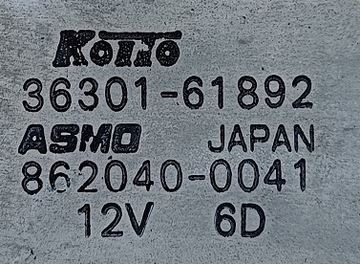 KOITO
36301-61892
ASMO JAPAN
862040-0041
12V 6D